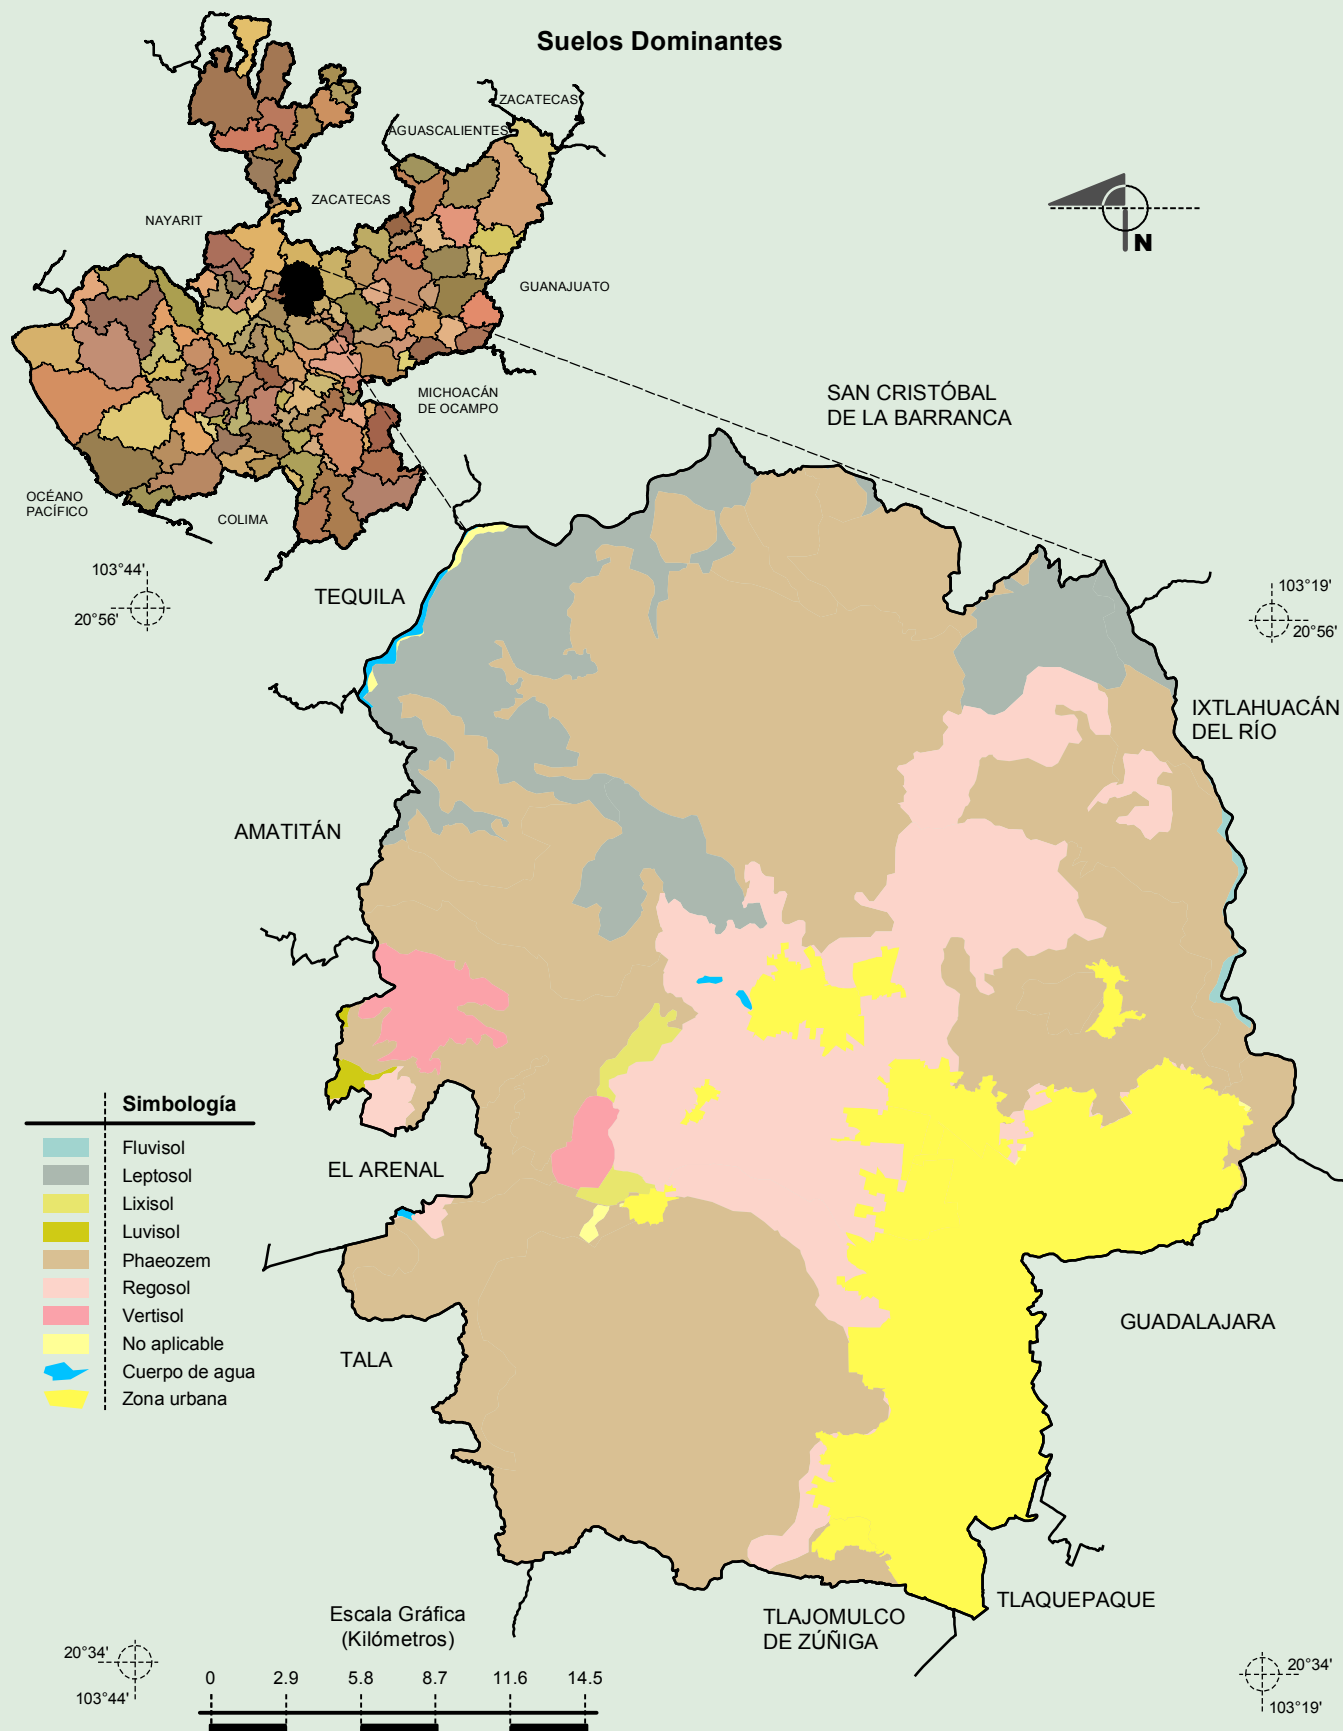 Suelos Dominantes
ZACATECAS
AGUASCALIENTES
ZACATECAS
NAYARIT
GUANAJUATO
N
MICHOACÁN
DE OCAMPO
SAN CRISTÓBAL
DE LA BARRANCA
OCÉANO
PACÍFICO
COLIMA
103°44'
20°56'
TEQUILA
103°19'
20°56'
IXTLAHUACÁN
DEL RÍO
AMATITÁN
Simbología
Fluvisol
Leptosol
Lixisol
Luvisol
Phaeozem
Regosol
Vertisol
No aplicable
Cuerpo de agua
Zona urbana
EL ARENAL
GUADALAJARA
TALA
TLAQUEPAQUE
TLAJOMULCO
DE ZÚÑIGA
Escala Gráfica
(Kilómetros)
0 2.9 5.8 8.7 11.6 14.5
20°34'
103°44'
20°34'
103°19'